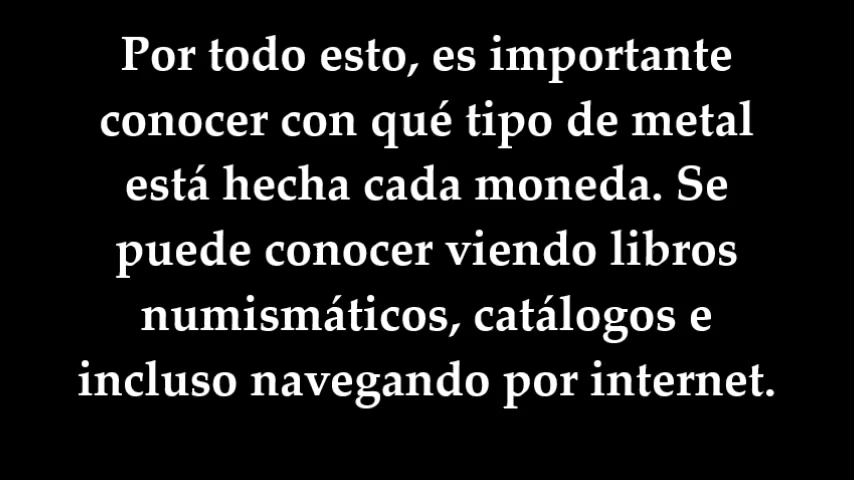 Por todo esto, es importante
conocer con qué tipo de metal
está hecha cada moneda. Se
puede conocer viendo libros
numismáticos, catálogos e
incluso navegando por internet.